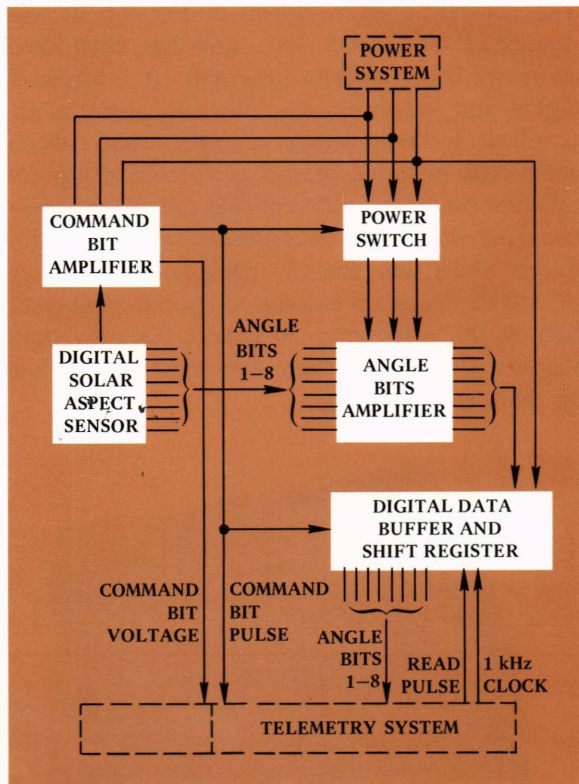 POWER
SYSTEM
COMMAND
BIT
AMPLIFIER
POWER
SWITCH
DIGITAL
SOLAR
ASPECT
SENSOR
ANGLE
BITS
1–8
ANGLE
BITS
AMPLIFIER
DIGITAL DATA
BUFFER AND
SHIFT REGISTER
COMMAND
BIT
VOLTAGE
COMMAND
BIT
PULSE
ANGLE
BITS
1–8
READ
PULSE
1 kHz
CLOCK
TELEMETRY SYSTEM